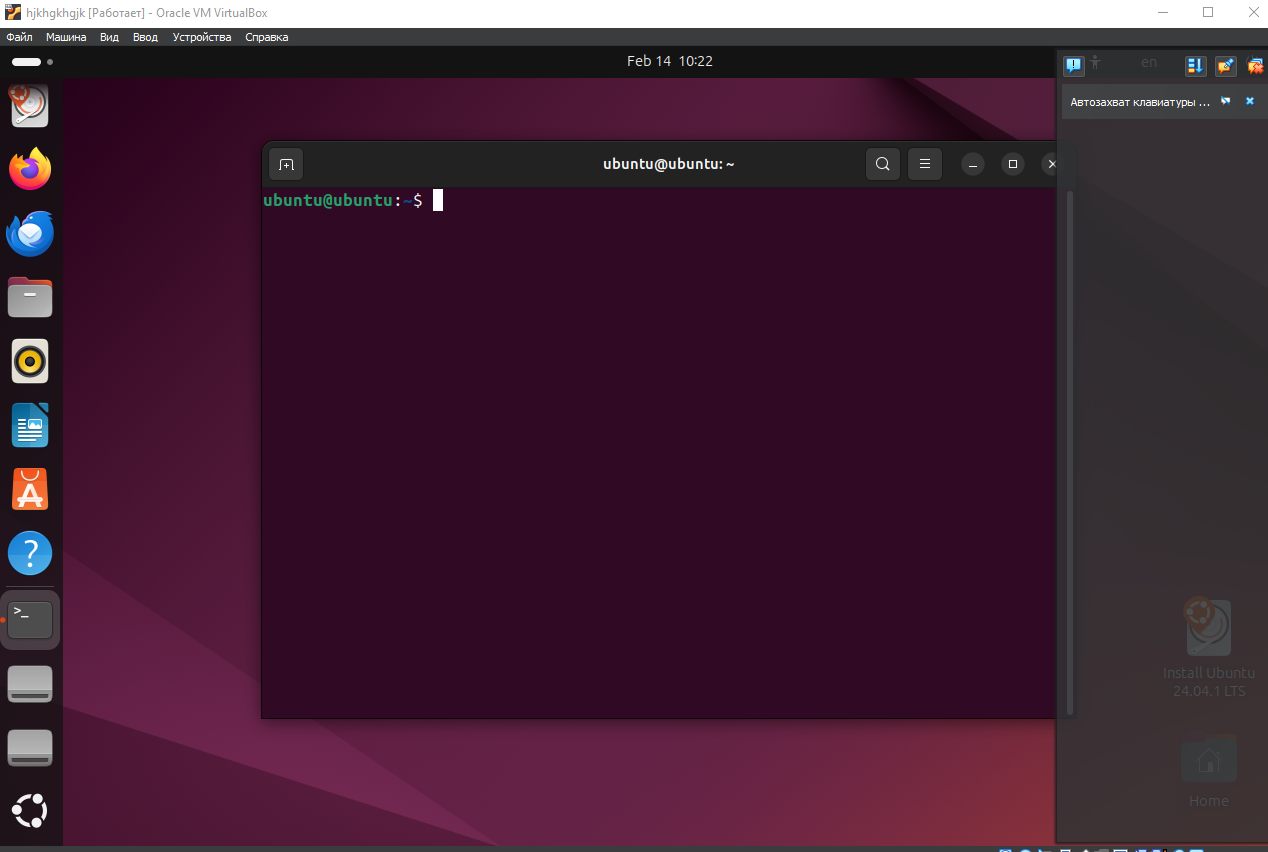 hjkhgkhgjk [Работает] - Oracle VM VirtualBox
Файл Машина Вид Ввод Устройства Справка
Feb 14 10:22
en
Автозахват клавиатуры ...
ubuntu@ubuntu: ~
ubuntu@ubuntu:~$
Install Ubuntu
24.04.1 LTS
Home